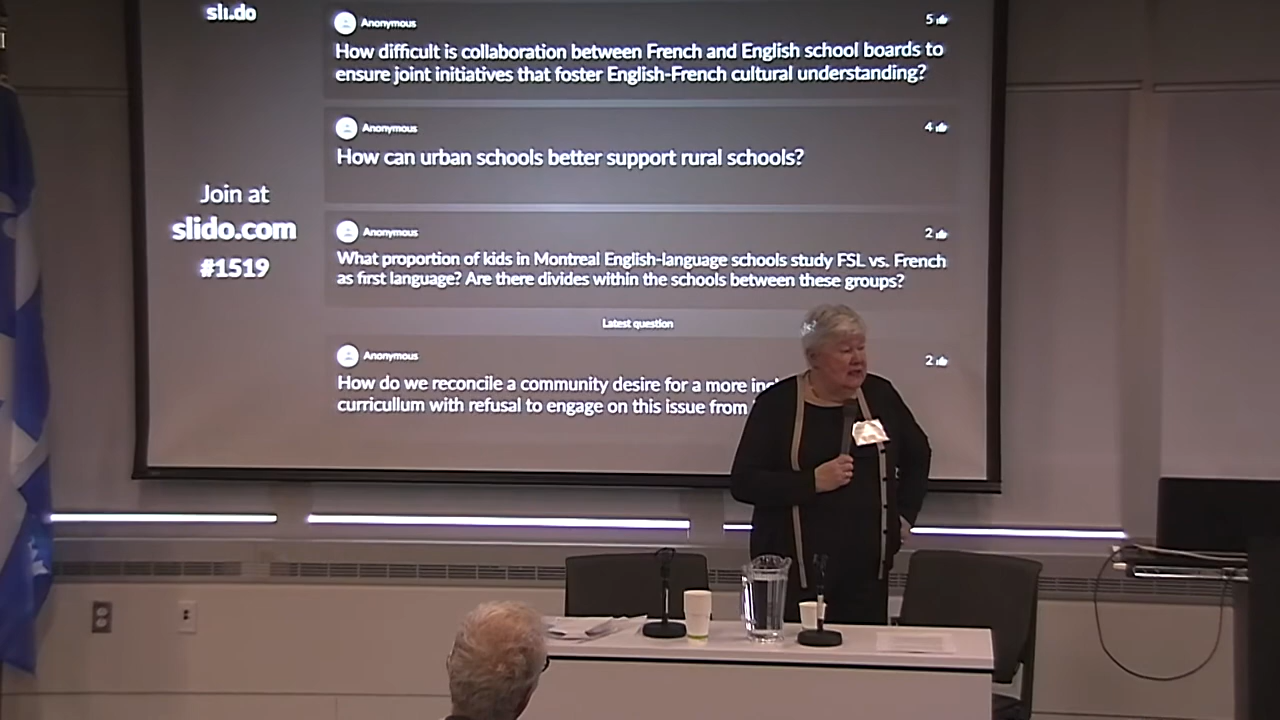 sli.do
Join at
slido.com
#1519
Anonymous
5
How difficult is collaboration between French and English school boards to
ensure joint initiatives that foster English-French cultural understanding?
Anonymous
4
How can urban schools better support rural schools?
Anonymous
2
What proportion of kids in Montreal English-language schools study FSL vs. French
as first language? Are there divides within the schools between these groups?
Latest question
Anonymous
2
How do we reconcile a community desire for a more
curricullum with refusal to engage on this issue from